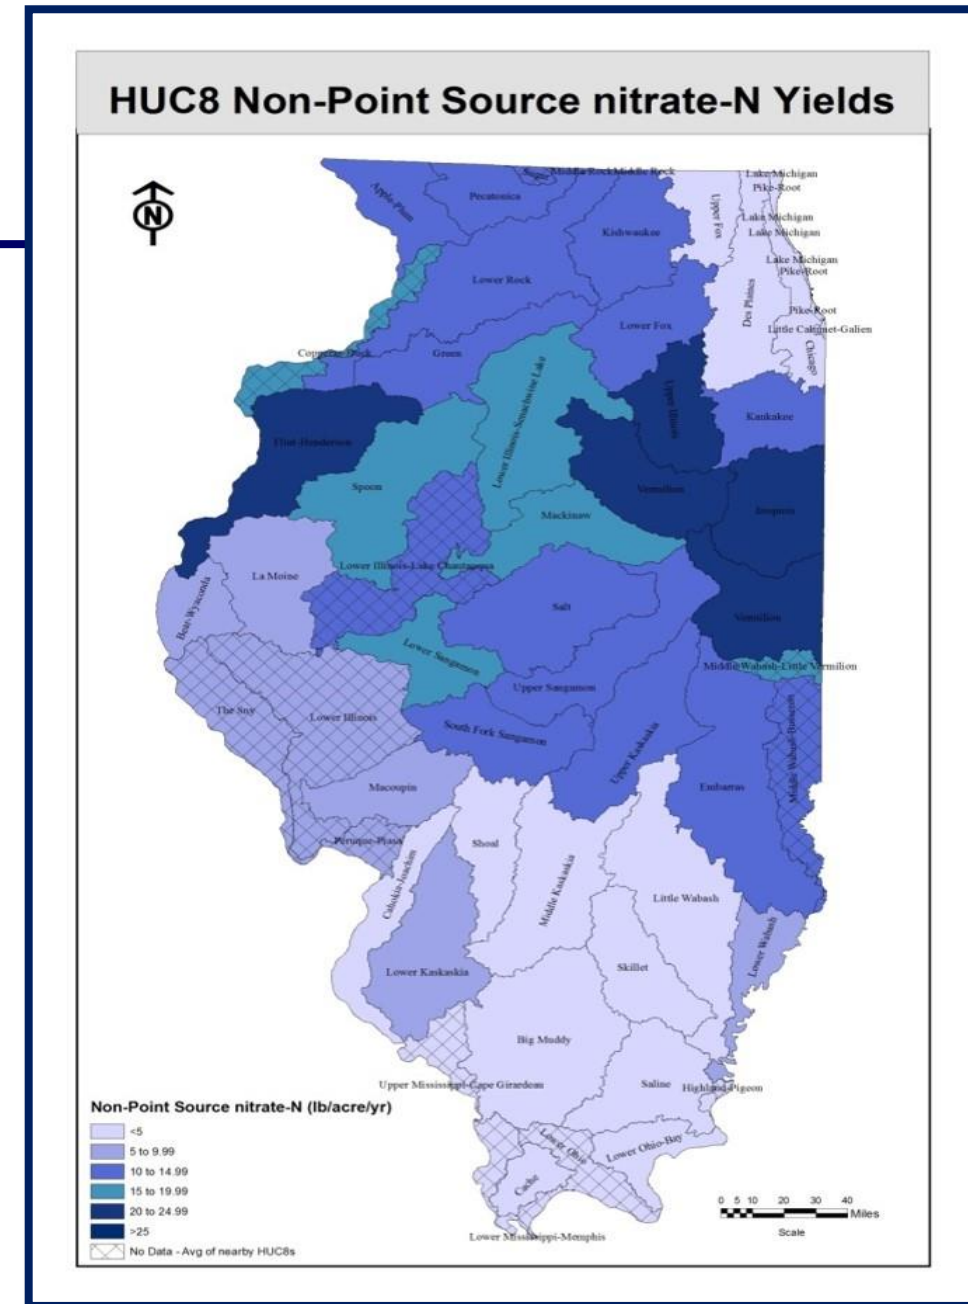 HUC8 Non-Point Source nitrate-N Yields
N
Apple-Plum
Pecatonica
Sugar
Middle Rock
Middle Rock
Kishwaukee
Upper Fox
Lake Michigan
Pike-Root
Lake Michigan
Lake Michigan
Lake Michigan
Pike-Root
Des Plaines
Pike-Root
Little Calumet-Galien
Chicago
Lower Rock
Lower Fox
Copperas-Duck
Green
Lower Illinois-Senachwine Lake
Upper Illinois
Kankakee
Flint-Henderson
Spoon
Vermilion
Iroquois
Mackinaw
Lower Illinois-Lake Chautauqua
La Moine
Bear-Wyaconda
Salt
Vermilion
Lower Sangamon
Middle Wabash-Little Vermilion
Upper Sangamon
The Sny
Lower Illinois
South Fork Sangamon
Upper Kaskaskia
Middle Wabash-Busseron
Macoupin
Embarras
Peruque-Piasa
Shoal
Cahokia-Joachim
Middle Kaskaskia
Little Wabash
Lower Wabash
Lower Kaskaskia
Skillet
Big Muddy
Upper Mississippi-Cape Girardeau
Saline
Highland-Pigeon
Lower Ohio
Lower Ohio-Bay
Cache
Lower Mississippi-Memphis
Non-Point Source nitrate-N (lb/acre/yr)
<5
5 to 9.99
10 to 14.99
15 to 19.99
20 to 24.99
>25
No Data - Avg of nearby HUC8s
0 5 10 20 30 40
Miles
Scale